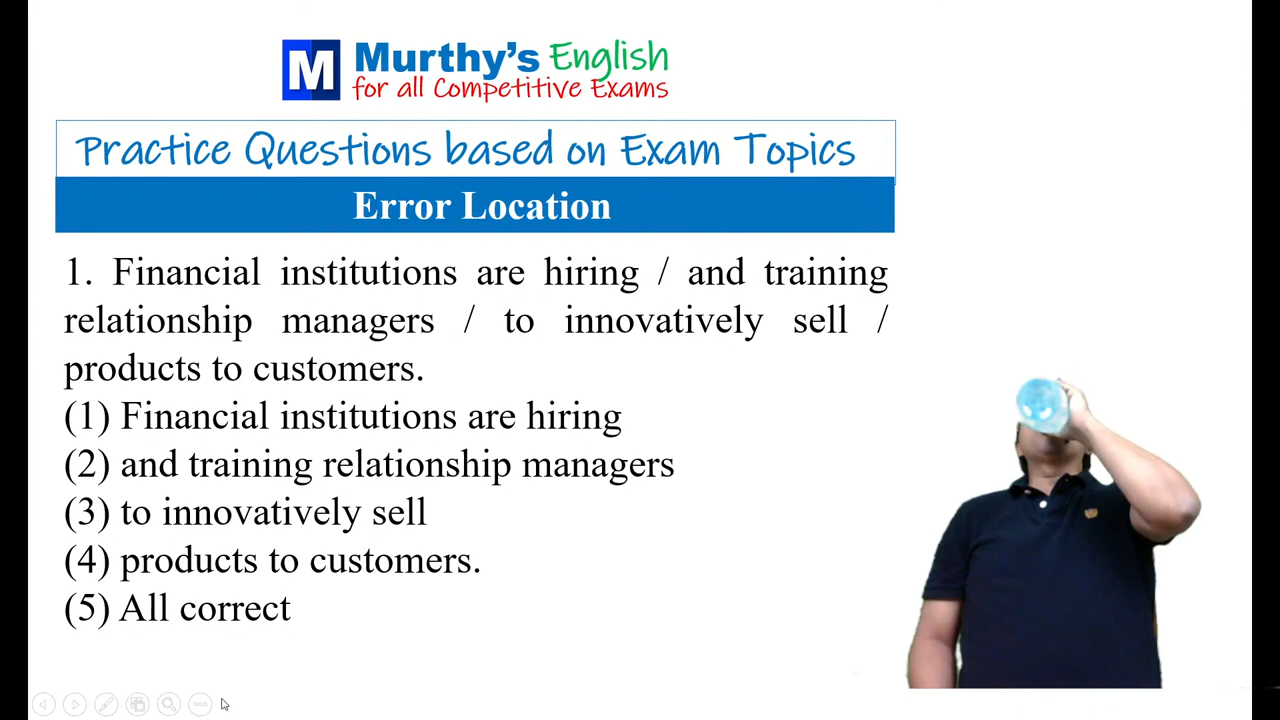 M Murthy's English
for all Competitive Exams
Practice Questions based on Exam Topics
Error Location
1. Financial institutions are hiring / and training
relationship managers / to innovatively sell /
products to customers.
(1) Financial institutions are hiring
(2) and training relationship managers
(3) to innovatively sell
(4) products to customers.
(5) All correct